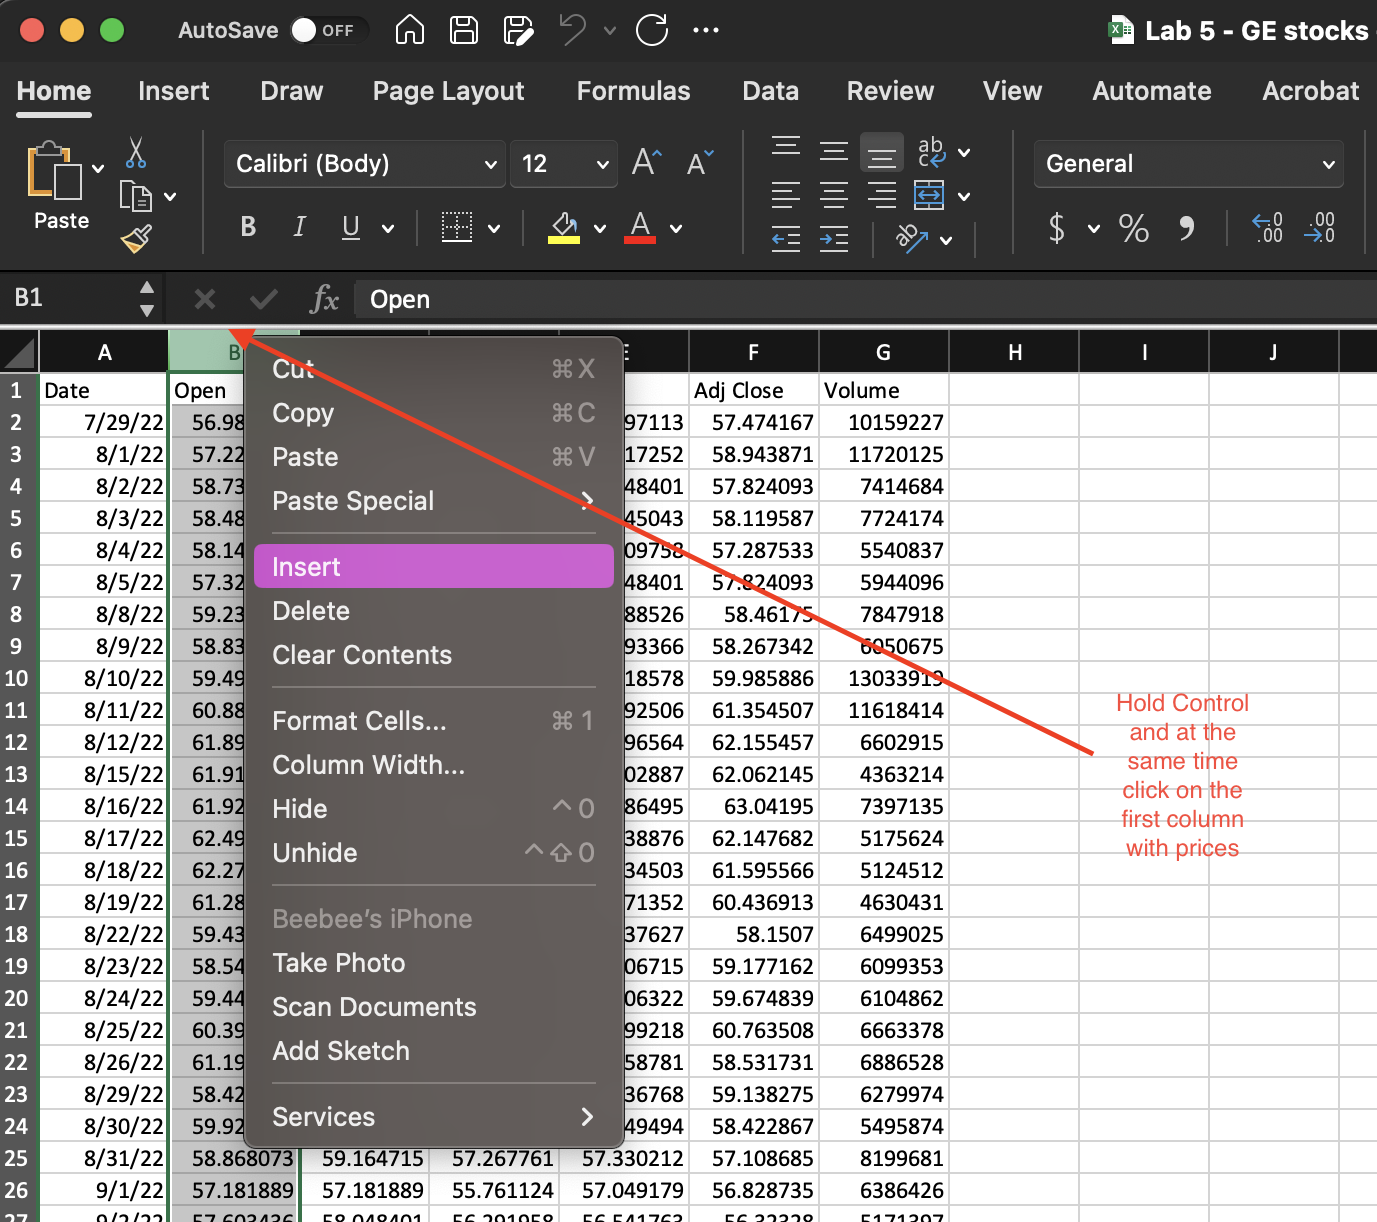 AutoSave OFF Lab 5 - GE stocks
Home Insert Draw Page Layout Formulas Data Review View Automate Acrobat
Paste Calibri (Body) 12 A A ab General
B I U A $ % .00 .00
B1 fx Open
A B E F G H I J
1 Date Open Adj Close Volume
2 7/29/22 56.98 97113 57.474167 10159227
3 8/1/22 57.22 17252 58.943871 11720125
4 8/2/22 58.73 48401 57.824093 7414684
5 8/3/22 58.48 45043 58.119587 7724174
6 8/4/22 58.14 09758 57.287533 5540837
7 8/5/22 57.32 48401 57.824093 5944096
8 8/8/22 59.23 88526 58.46175 7847918
9 8/9/22 58.83 93366 58.267342 6050675
10 8/10/22 59.49 18578 59.985886 13033919
11 8/11/22 60.88 92506 61.354507 11618414
12 8/12/22 61.89 96564 62.155457 6602915
13 8/15/22 61.91 02887 62.062145 4363214
14 8/16/22 61.92 86495 63.04195 7397135
15 8/17/22 62.49 38876 62.147682 5175624
16 8/18/22 62.27 34503 61.595566 5124512
17 8/19/22 61.28 71352 60.436913 4630431
18 8/22/22 59.43 37627 58.1507 6499025
19 8/23/22 58.54 06715 59.177162 6099353
20 8/24/22 59.44 06322 59.674839 6104862
21 8/25/22 60.39 99218 60.763508 6663378
22 8/26/22 61.19 58781 58.531731 6886528
23 8/29/22 58.42 36768 59.138275 6279974
24 8/30/22 59.92 49494 58.422867 5495874
25 8/31/22 58.868073 59.164715 57.267761 57.330212 57.108685 8199681
26 9/1/22 57.181889 57.181889 55.761124 57.049179 56.828735 6386426
27 9/2/22 57.603436 58.048401 56.291958 56.541763 56.32328 5171397
Cut ⌘X
Copy ⌘C
Paste ⌘V
Paste Special
Insert
Delete
Clear Contents
Format Cells... ⌘1
Column Width...
Hide ^0
Unhide ^⇧0
Beebee's iPhone
Take Photo
Scan Documents
Add Sketch
Services
Hold Control
and at the
same time
click on the
first column
with prices